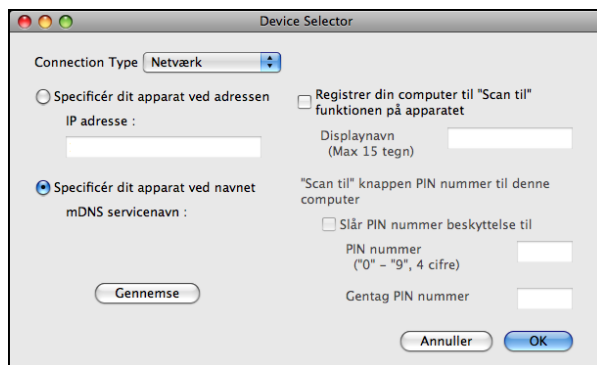 Device Selector
Connection Type Netværk
Specificér dit apparat ved adressen
IP adresse :
Specificér dit apparat ved navnet
mDNS servicenavn :
Gennemse
Registrer din computer til "Scan til"
funktionen på apparatet
Displaynavn
(Max 15 tegn)
"Scan til" knappen PIN nummer til denne
computer
Slår PIN nummer beskyttelse til
PIN nummer
("0" – "9", 4 cifre)
Gentag PIN nummer
Annuller OK